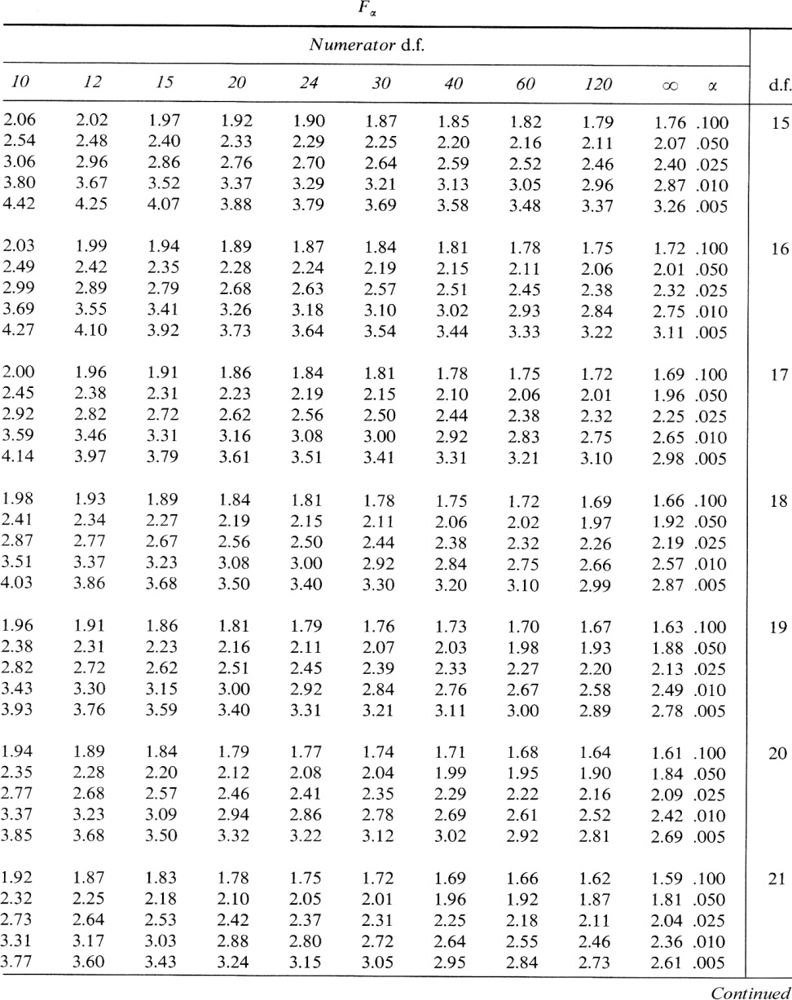 Fα
Numerator d.f.
10 12 15 20 24 30 40 60 120 ∞ α d.f.
2.06 2.02 1.97 1.92 1.90 1.87 1.85 1.82 1.79 1.76 .100 15
2.54 2.48 2.40 2.33 2.29 2.25 2.20 2.16 2.11 2.07 .050
3.06 2.96 2.86 2.76 2.70 2.64 2.59 2.52 2.46 2.40 .025
3.80 3.67 3.52 3.37 3.29 3.21 3.13 3.05 2.96 2.87 .010
4.42 4.25 4.07 3.88 3.79 3.69 3.58 3.48 3.37 3.26 .005
2.03 1.99 1.94 1.89 1.87 1.84 1.81 1.78 1.75 1.72 .100 16
2.49 2.42 2.35 2.28 2.24 2.19 2.15 2.11 2.06 2.01 .050
2.99 2.89 2.79 2.68 2.63 2.57 2.51 2.45 2.38 2.32 .025
3.69 3.55 3.41 3.26 3.18 3.10 3.02 2.93 2.84 2.75 .010
4.27 4.10 3.92 3.73 3.64 3.54 3.44 3.33 3.22 3.11 .005
2.00 1.96 1.91 1.86 1.84 1.81 1.78 1.75 1.72 1.69 .100 17
2.45 2.38 2.31 2.23 2.19 2.15 2.10 2.06 2.01 1.96 .050
2.92 2.82 2.72 2.62 2.56 2.50 2.44 2.38 2.32 2.25 .025
3.59 3.46 3.31 3.16 3.08 3.00 2.92 2.83 2.75 2.65 .010
4.14 3.97 3.79 3.61 3.51 3.41 3.31 3.21 3.10 2.98 .005
1.98 1.93 1.89 1.84 1.81 1.78 1.75 1.72 1.69 1.66 .100 18
2.41 2.34 2.27 2.19 2.15 2.11 2.06 2.02 1.97 1.92 .050
2.87 2.77 2.67 2.56 2.50 2.44 2.38 2.32 2.26 2.19 .025
3.51 3.37 3.23 3.08 3.00 2.92 2.84 2.75 2.66 2.57 .010
4.03 3.86 3.68 3.50 3.40 3.30 3.20 3.10 2.99 2.87 .005
1.96 1.91 1.86 1.81 1.79 1.76 1.73 1.70 1.67 1.63 .100 19
2.38 2.31 2.23 2.16 2.11 2.07 2.03 1.98 1.93 1.88 .050
2.82 2.72 2.62 2.51 2.45 2.39 2.33 2.27 2.20 2.13 .025
3.43 3.30 3.15 3.00 2.92 2.84 2.76 2.67 2.58 2.49 .010
3.93 3.76 3.59 3.40 3.31 3.21 3.11 3.00 2.89 2.78 .005
1.94 1.89 1.84 1.79 1.77 1.74 1.71 1.68 1.64 1.61 .100 20
2.35 2.28 2.20 2.12 2.08 2.04 1.99 1.95 1.90 1.84 .050
2.77 2.68 2.57 2.46 2.41 2.35 2.29 2.22 2.16 2.09 .025
3.37 3.23 3.09 2.94 2.86 2.78 2.69 2.61 2.52 2.42 .010
3.85 3.68 3.50 3.32 3.22 3.12 3.02 2.92 2.81 2.69 .005
1.92 1.87 1.83 1.78 1.75 1.72 1.69 1.66 1.62 1.59 .100 21
2.32 2.25 2.18 2.10 2.05 2.01 1.96 1.92 1.87 1.81 .050
2.73 2.64 2.53 2.42 2.37 2.31 2.25 2.18 2.11 2.04 .025
3.31 3.17 3.03 2.88 2.80 2.72 2.64 2.55 2.46 2.36 .010
3.77 3.60 3.43 3.24 3.15 3.05 2.95 2.84 2.73 2.61 .005
Continued